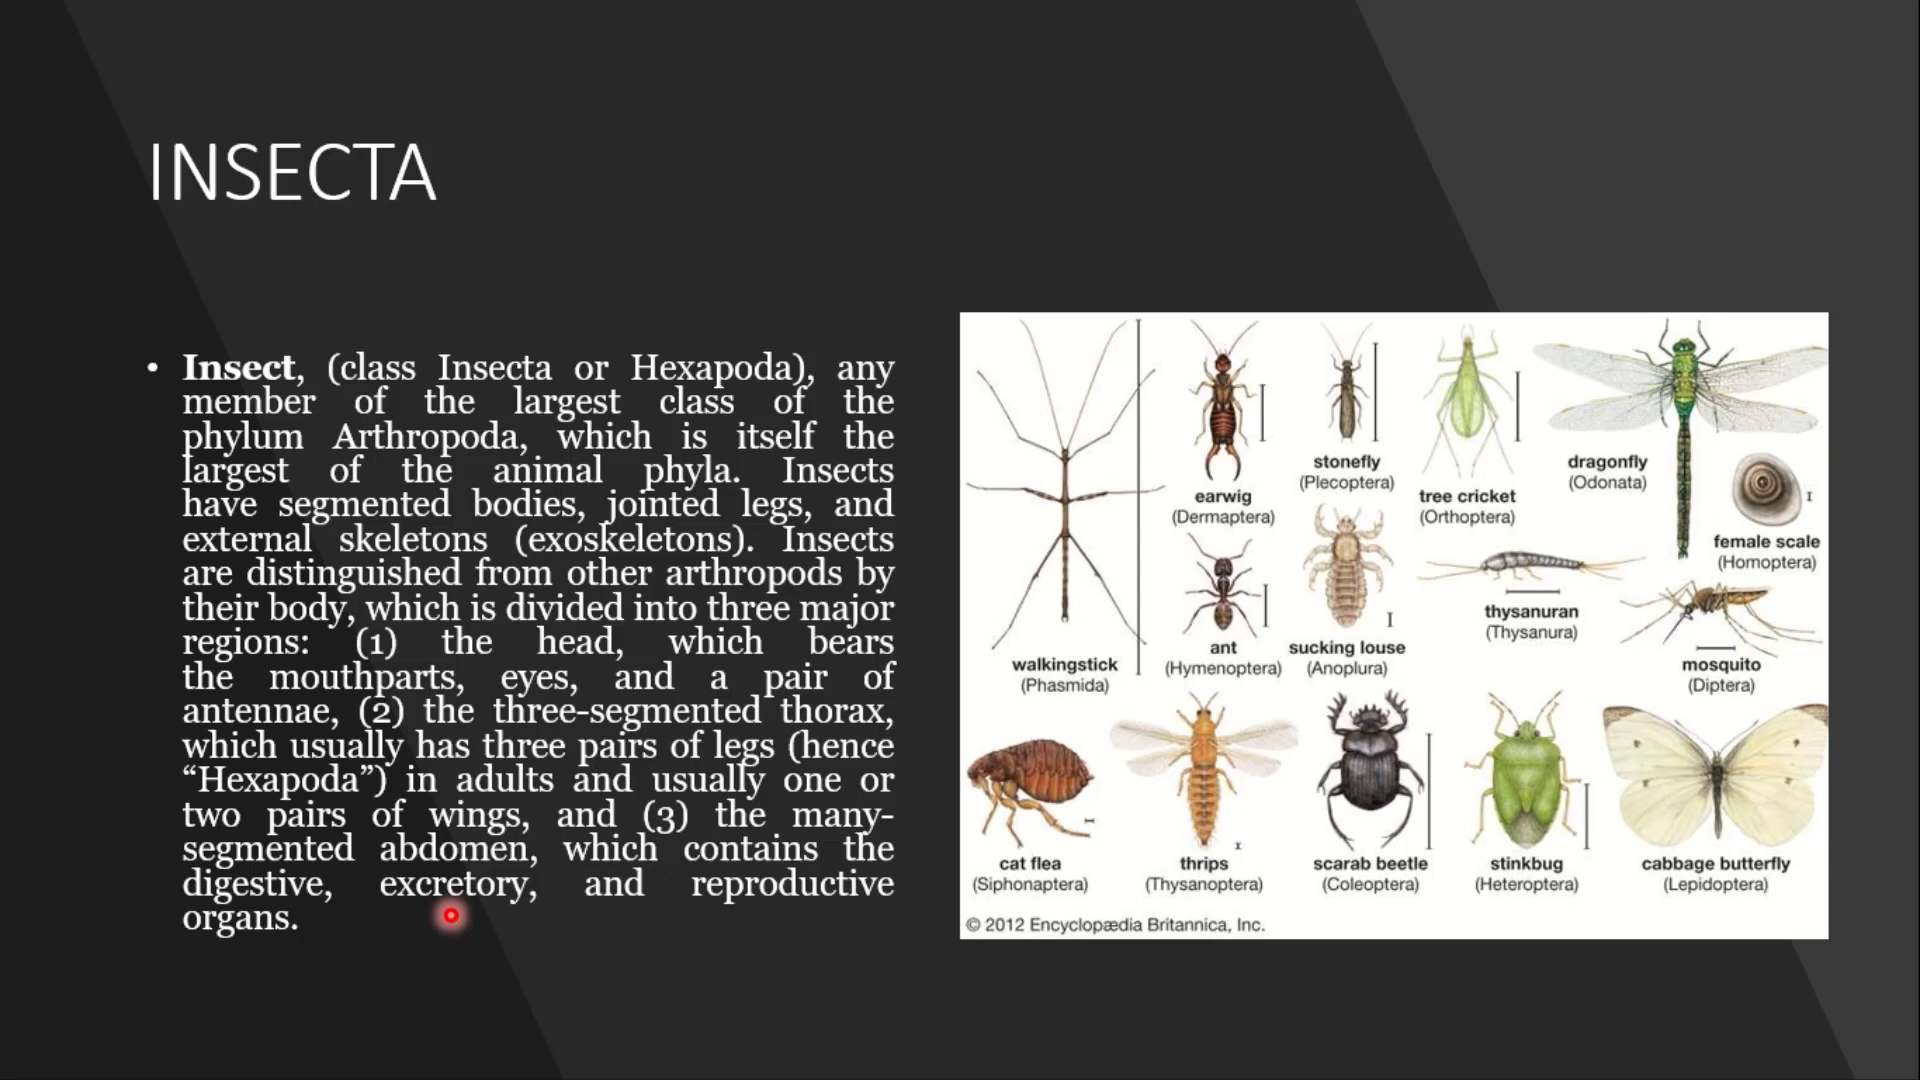 INSECTA
• Insect, (class Insecta or Hexapoda), any
member of the largest class of the
phylum Arthropoda, which is itself the
largest of the animal phyla. Insects
have segmented bodies, jointed legs, and
external skeletons (exoskeletons). Insects
are distinguished from other arthropods by
their body, which is divided into three major
regions: (1) the head, which bears
the mouthparts, eyes, and a pair of
antennae, (2) the three-segmented thorax,
which usually has three pairs of legs (hence
“Hexapoda”) in adults and usually one or
two pairs of wings, and (3) the many-
segmented abdomen, which contains the
digestive, excretory, and reproductive
organs.
walkingstick
(Phasmida)
earwig
(Dermaptera)
stonefly
(Plecoptera)
tree cricket
(Orthoptera)
dragonfly
(Odonata)
female scale
(Homoptera)
ant
(Hymenoptera)
sucking louse
(Anoplura)
thysanuran
(Thysanura)
mosquito
(Diptera)
cat flea
(Siphonaptera)
thrips
(Thysanoptera)
scarab beetle
(Coleoptera)
stinkbug
(Heteroptera)
cabbage butterfly
(Lepidoptera)
© 2012 Encyclopædia Britannica, Inc.